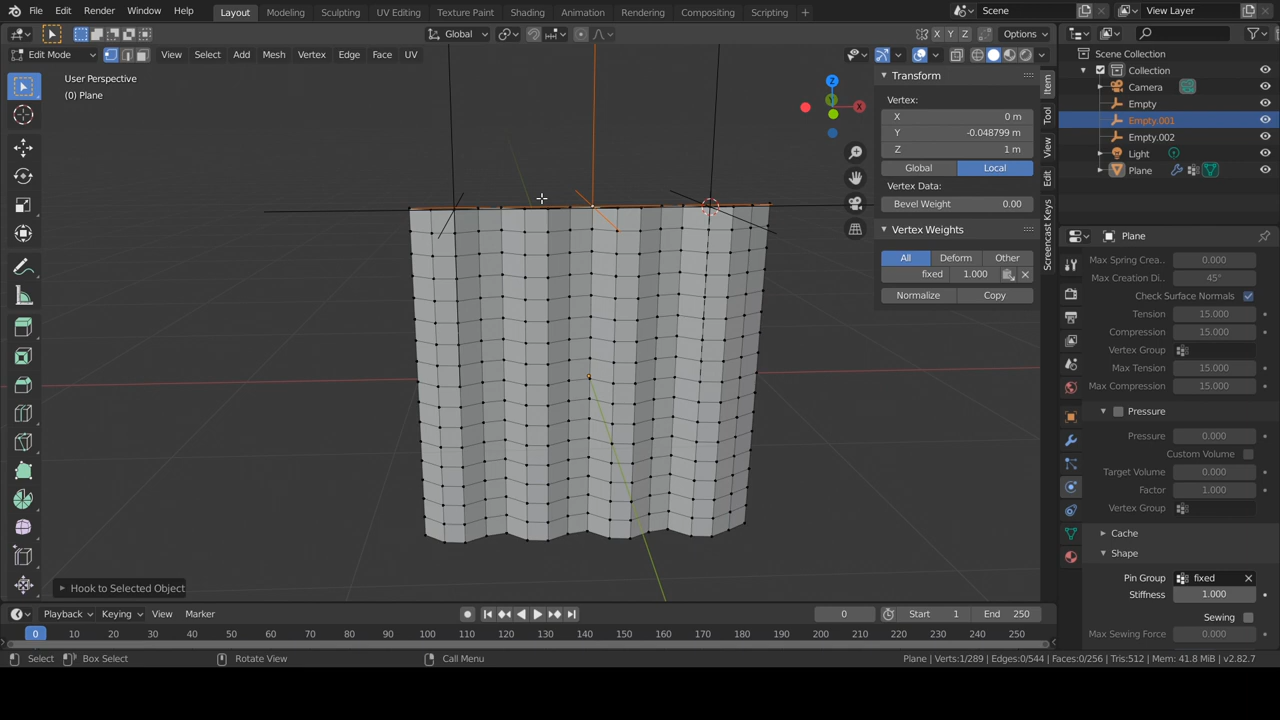 File Edit Render Window Help Layout Modeling Sculpting UV Editing Texture Paint Shading Animation Rendering Compositing Scripting + Scene View Layer
Global X Y Z Options
Edit Mode View Select Add Mesh Vertex Edge Face UV
Scene Collection
Collection
Camera
Empty
Empty.001
Empty.002
Light
Plane
User Perspective
(0) Plane
Z
X
Y
Transform
Vertex:
X 0 m
Y -0.048799 m
Z 1 m
Global Local
Vertex Data:
Bevel Weight 0.00
Vertex Weights
All Deform Other
fixed 1.000
Normalize Copy
Item
Tool
View
Edit
Screencast Keys
Plane
Max Spring Crea... 0.000
Max Creation Di... 45°
Check Surface Normals
Tension 15.000
Compression 15.000
Vertex Group
Max Tension 15.000
Max Compression 15.000
Pressure
Pressure 0.000
Custom Volume
Target Volume 0.000
Factor 1.000
Vertex Group
Cache
Shape
Pin Group fixed
Stiffness 1.000
Sewing
Max Sewing Force 0.000
Hook to Selected Object
Playback Keying View Marker 0 Start 1 End 250
0 10 20 30 40 50 60 70 80 90 100 110 120 130 140 150 160 170 180 190 200 210 220 230 240 250
Select Box Select Rotate View Call Menu Plane | Verts:1/289 | Edges:0/544 | Faces:0/256 | Tris:512 | Mem: 41.8 MiB | v2.82.7